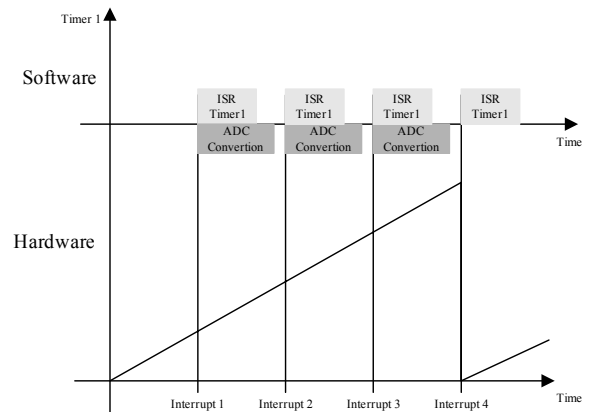 Timer 1
Software
ISR
Timer1
ISR
Timer1
ISR
Timer1
ISR
Timer1
ADC
Convertion
ADC
Convertion
ADC
Convertion
Time
Hardware
Time
Interrupt 1
Interrupt 2
Interrupt 3
Interrupt 4